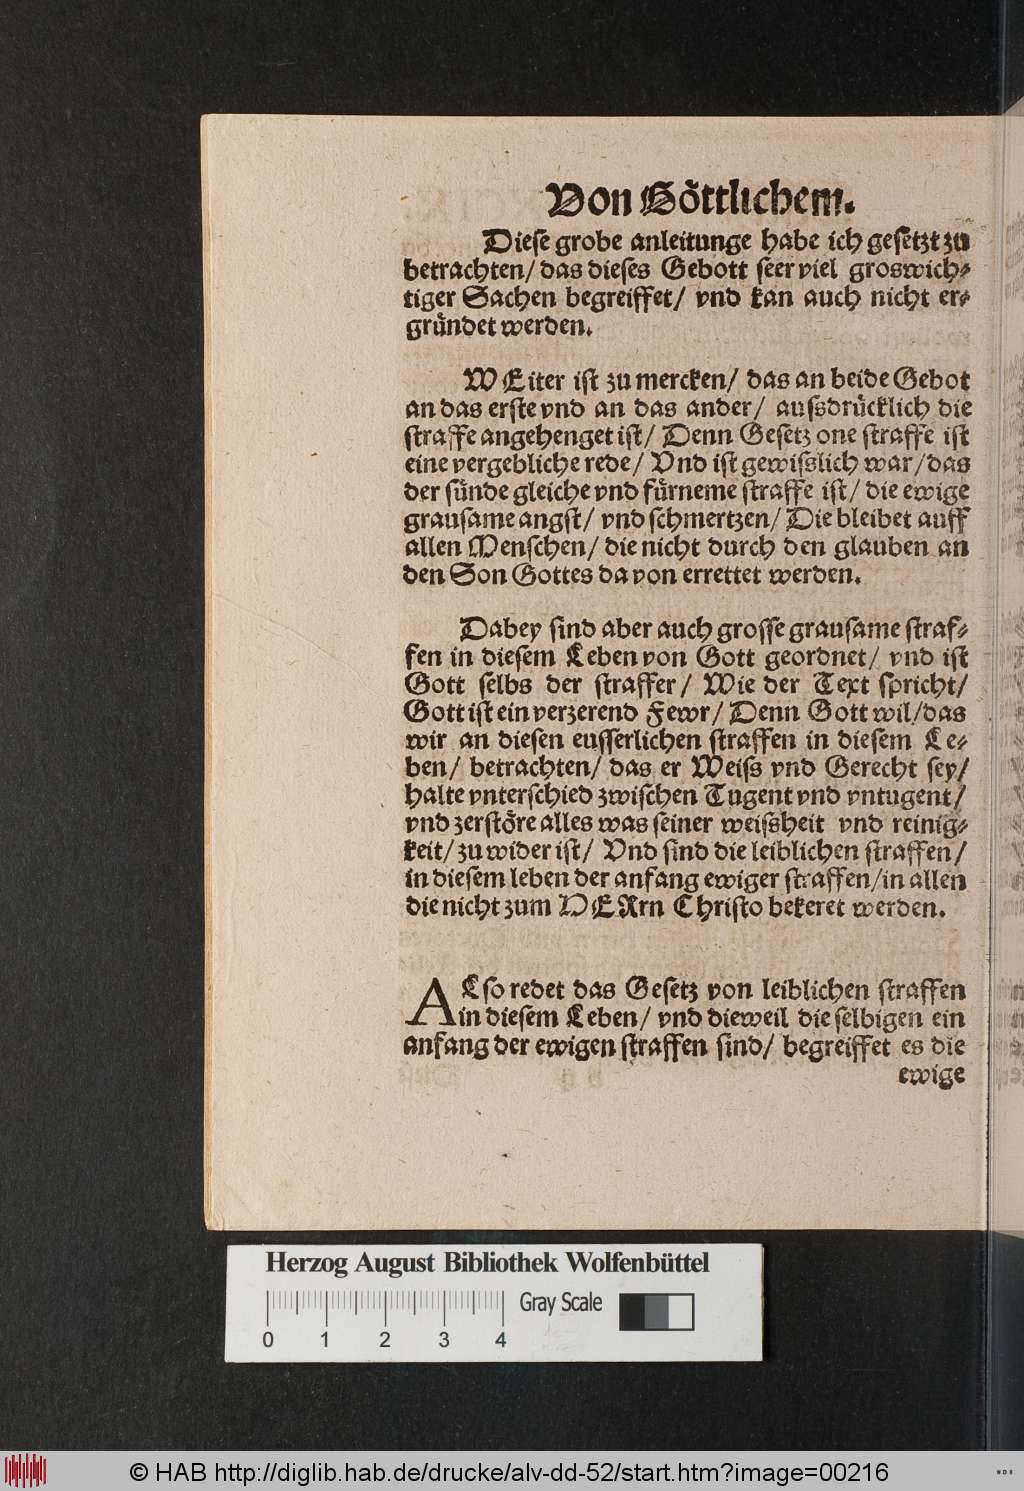 Von Göttlichem.
Diese grobe anleitunge habe ich gesetzt zu
betrachten/ das dieses Gebott seer viel groswich⸗
tiger Sachen begreiffet/ vnd kan auch nicht er⸗
gründet werden.
WEiter ist zu mercken/ das an beide Gebot
an das erste vnd an das ander/ aussdrücklich die
straffe angehenget ist/ Denn Gesetz one straffe ist
eine vergebliche rede/ Vnd ist gewisslich war/das
der sünde gleiche vnd fürneme straffe ist/ die ewige
grausame angst/ vnd schmertzen/ Die bleibet auff
allen Menschen/ die nicht durch den glauben an
den Son Gottes da von errettet werden.
Dabey sind aber auch grosse grausame straf⸗
fen in diesem Leben von Gott geordnet/ vnd ist
Gott selbs der straffer/ Wie der Text spricht/
Gott ist ein verzerend Fewr/ Denn Gott wil/das
wir an diesen eusserlichen straffen in diesem Le⸗
ben/ betrachten/ das er Weiss vnd Gerecht sey/
halte vnterschied zwischen Tugent vnd vntugent/
vnd zerstöre alles was seiner weissheit vnd reinig⸗
keit/ zu wider ist/ Vnd sind die leiblichen straffen/
in diesem leben der anfang ewiger straffen/in allen
die nicht zum HERrn Christo bekeret werden.
ALso redet das Gesetz von leiblichen straffen
in diesem Leben/ vnd dieweil die selbigen ein
anfang der ewigen straffen sind/ begreiffet es die
ewige
Herzog August Bibliothek Wolfenbüttel
Gray Scale
0 1 2 3 4
© HAB http://diglib.hab.de/drucke/alv-dd-52/start.htm?image=00216
WDB